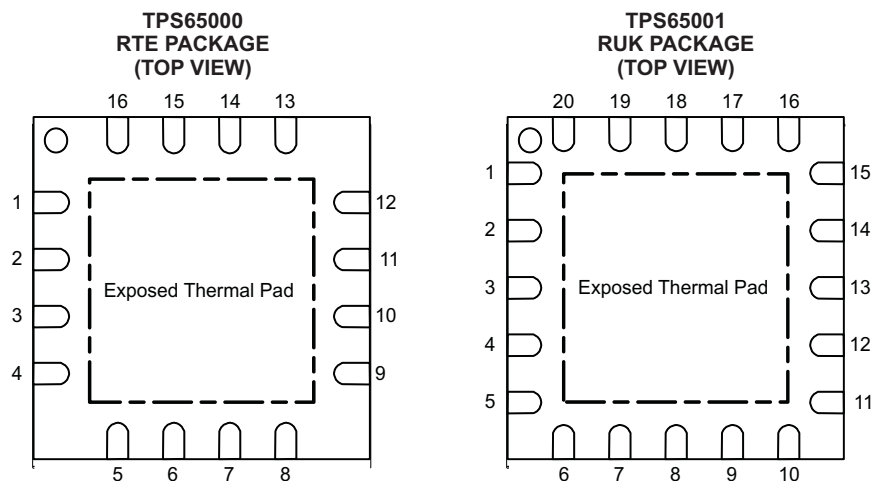 TPS65000
RTE PACKAGE
(TOP VIEW)
16 15 14 13
1
2
3
4
Exposed Thermal Pad
12
11
10
9
5 6 7 8
TPS65001
RUK PACKAGE
(TOP VIEW)
20 19 18 17 16
1
2
3
4
5
Exposed Thermal Pad
15
14
13
12
11
6 7 8 9 10